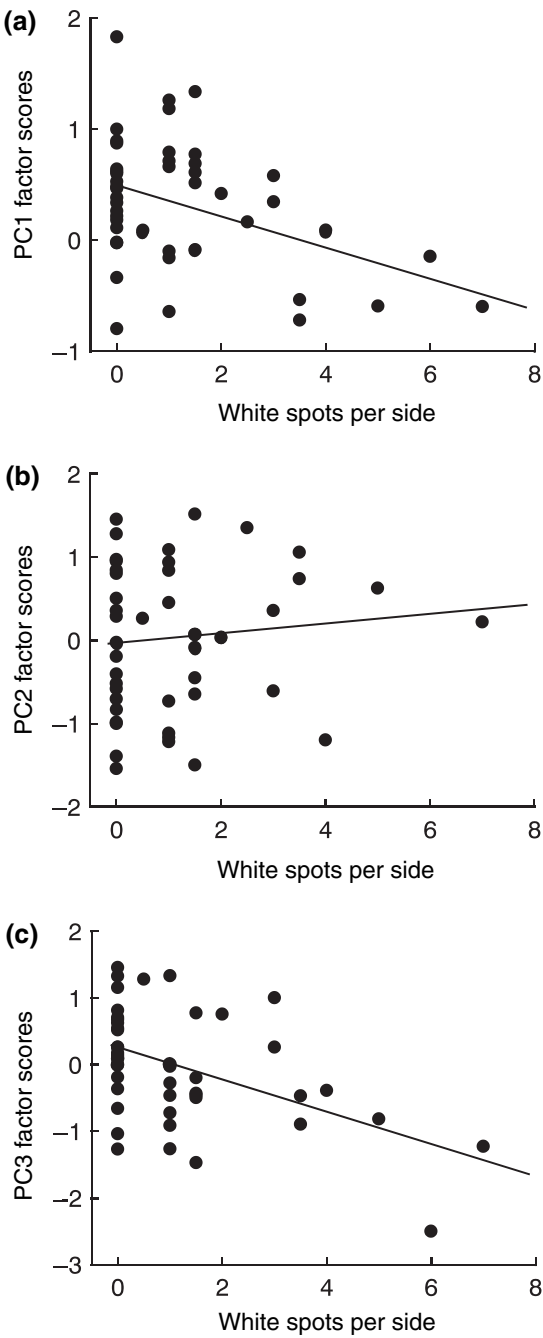 (a)
PC1 factor scores
2
1
0
–1
0 2 4 6 8
White spots per side
(b)
PC2 factor scores
2
1
0
–1
–2
0 2 4 6 8
White spots per side
(c)
PC3 factor scores
2
1
0
–1
–2
–3
0 2 4 6 8
White spots per side